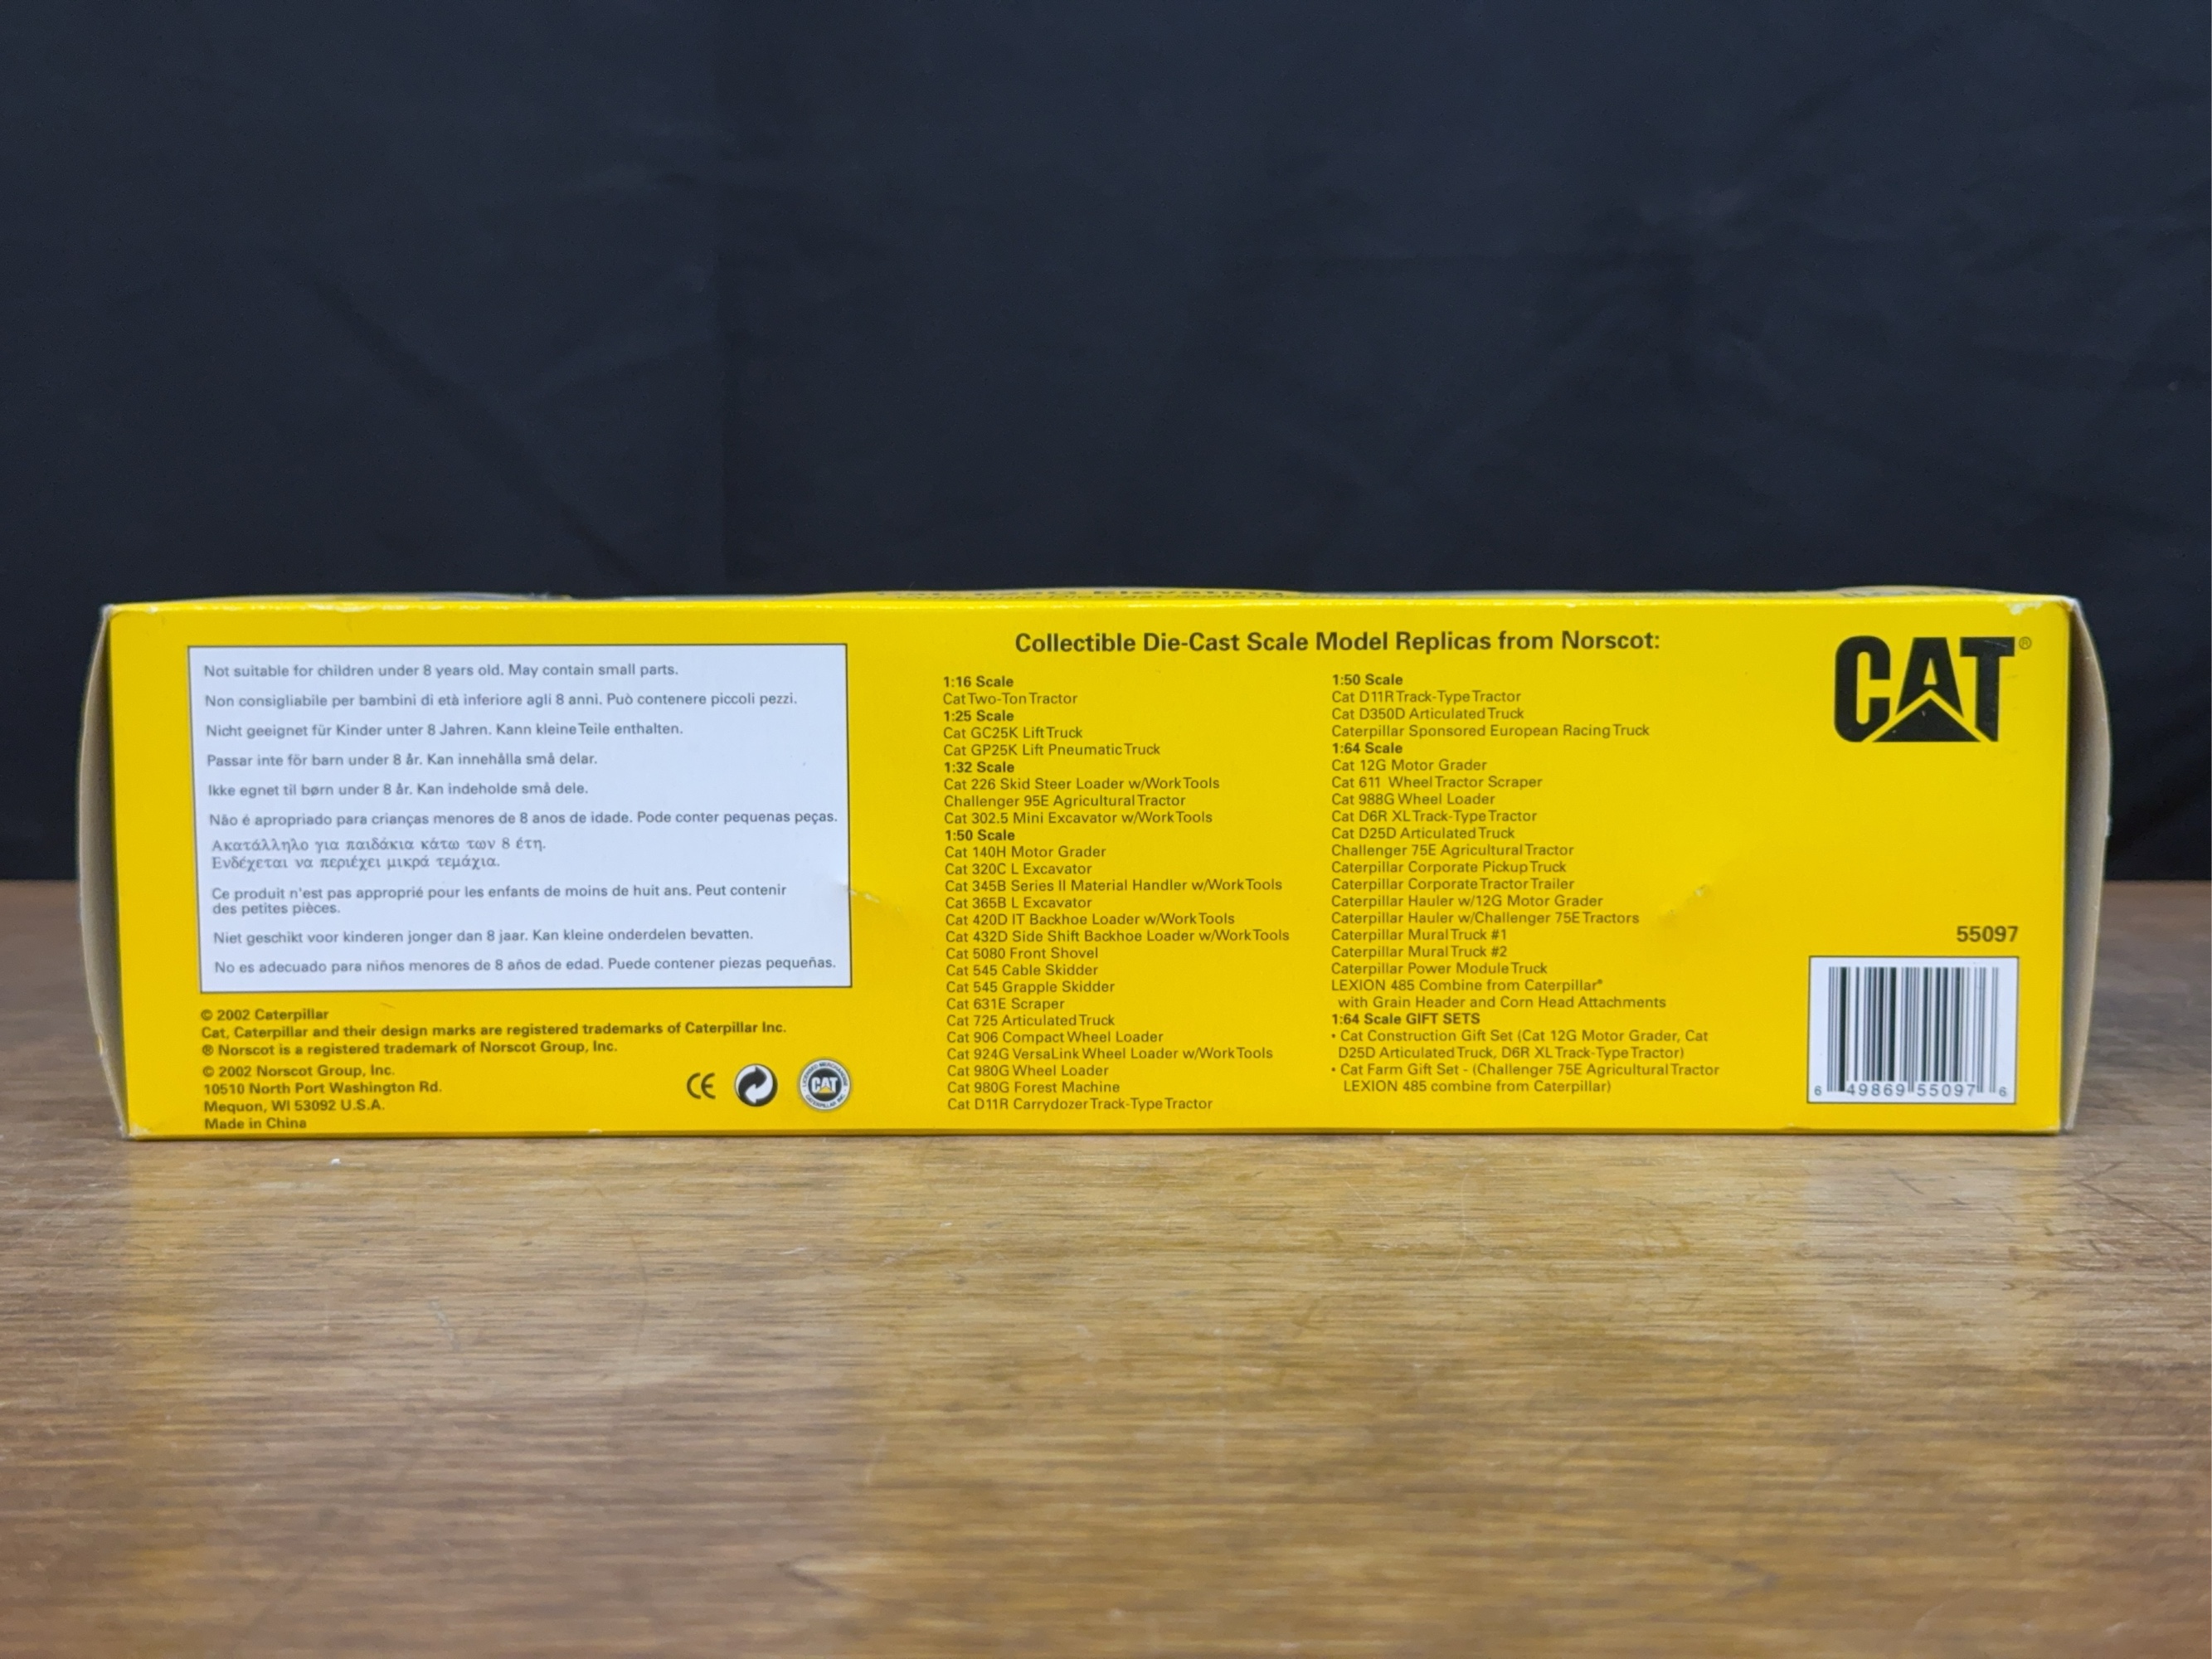 Not suitable for children under 8 years old. May contain small parts.
Non consigliabile per bambini di età inferiore agli 8 anni. Può contenere piccoli pezzi.
Nicht geeignet für Kinder unter 8 Jahren. Kann kleine Teile enthalten.
Passar inte för barn under 8 år. Kan innehålla små delar.
Ikke egnet til børn under 8 år. Kan indeholde små dele.
Não é apropriado para crianças menores de 8 anos de idade. Pode conter pequenas peças.
Ακατάλληλο για παιδάκια κάτω των 8 έτη.
Ενδέχεται να περιέχει μικρά τεμάχια.
Ce produit n'est pas approprié pour les enfants de moins de huit ans. Peut contenir
des petites pièces.
Niet geschikt voor kinderen jonger dan 8 jaar. Kan kleine onderdelen bevatten.
No es adecuado para niños menores de 8 años de edad. Puede contener piezas pequeñas.
© 2002 Caterpillar
Cat, Caterpillar and their design marks are registered trademarks of Caterpillar Inc.
® Norscot is a registered trademark of Norscot Group, Inc.
© 2002 Norscot Group, Inc.
10510 North Port Washington Rd.
Mequon, WI 53092 U.S.A.
Made in China
CE
CAT
Collectible Die-Cast Scale Model Replicas from Norscot:
1:16 Scale
Cat Two-Ton Tractor
1:25 Scale
Cat GC25K Lift Truck
Cat GP25K Lift Pneumatic Truck
1:32 Scale
Cat 226 Skid Steer Loader w/Work Tools
Challenger 95E Agricultural Tractor
Cat 302.5 Mini Excavator w/Work Tools
1:50 Scale
Cat 140H Motor Grader
Cat 320C L Excavator
Cat 345B Series II Material Handler w/Work Tools
Cat 365B L Excavator
Cat 420D IT Backhoe Loader w/Work Tools
Cat 432D Side Shift Backhoe Loader w/Work Tools
Cat 5080 Front Shovel
Cat 545 Cable Skidder
Cat 545 Grapple Skidder
Cat 631E Scraper
Cat 725 Articulated Truck
Cat 906 Compact Wheel Loader
Cat 924G VersaLink Wheel Loader w/Work Tools
Cat 980G Wheel Loader
Cat 980G Forest Machine
Cat D11R Carrydozer Track-Type Tractor
1:50 Scale
Cat D11R Track-Type Tractor
Cat D350D Articulated Truck
Caterpillar Sponsored European Racing Truck
1:64 Scale
Cat 12G Motor Grader
Cat 611 Wheel Tractor Scraper
Cat 988G Wheel Loader
Cat D6R XL Track-Type Tractor
Cat D25D Articulated Truck
Challenger 75E Agricultural Tractor
Caterpillar Corporate Pickup Truck
Caterpillar Corporate Tractor Trailer
Caterpillar Hauler w/12G Motor Grader
Caterpillar Hauler w/Challenger 75E Tractors
Caterpillar Mural Truck #1
Caterpillar Mural Truck #2
Caterpillar Power Module Truck
LEXION 485 Combine from Caterpillar®
with Grain Header and Corn Head Attachments
1:64 Scale GIFT SETS
• Cat Construction Gift Set (Cat 12G Motor Grader, Cat
D25D Articulated Truck, D6R XL Track-Type Tractor)
• Cat Farm Gift Set - (Challenger 75E Agricultural Tractor
LEXION 485 combine from Caterpillar)
CAT®
55097
6 49869 55097 6